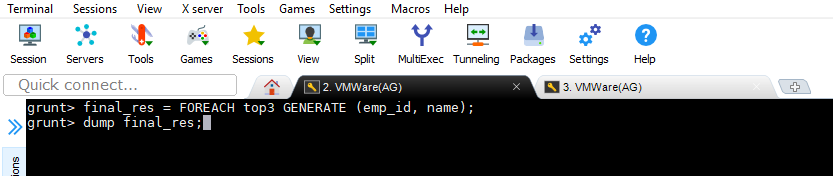 Terminal Sessions View X server Tools Games Settings Macros Help
Session Servers Tools Games Sessions View Split MultiExec Tunneling Packages Settings Help
Quick connect... 2. VMWare(AG) 3. VMWare(AG)
grunt> final_res = FOREACH top3 GENERATE (emp_id, name);
grunt> dump final_res;